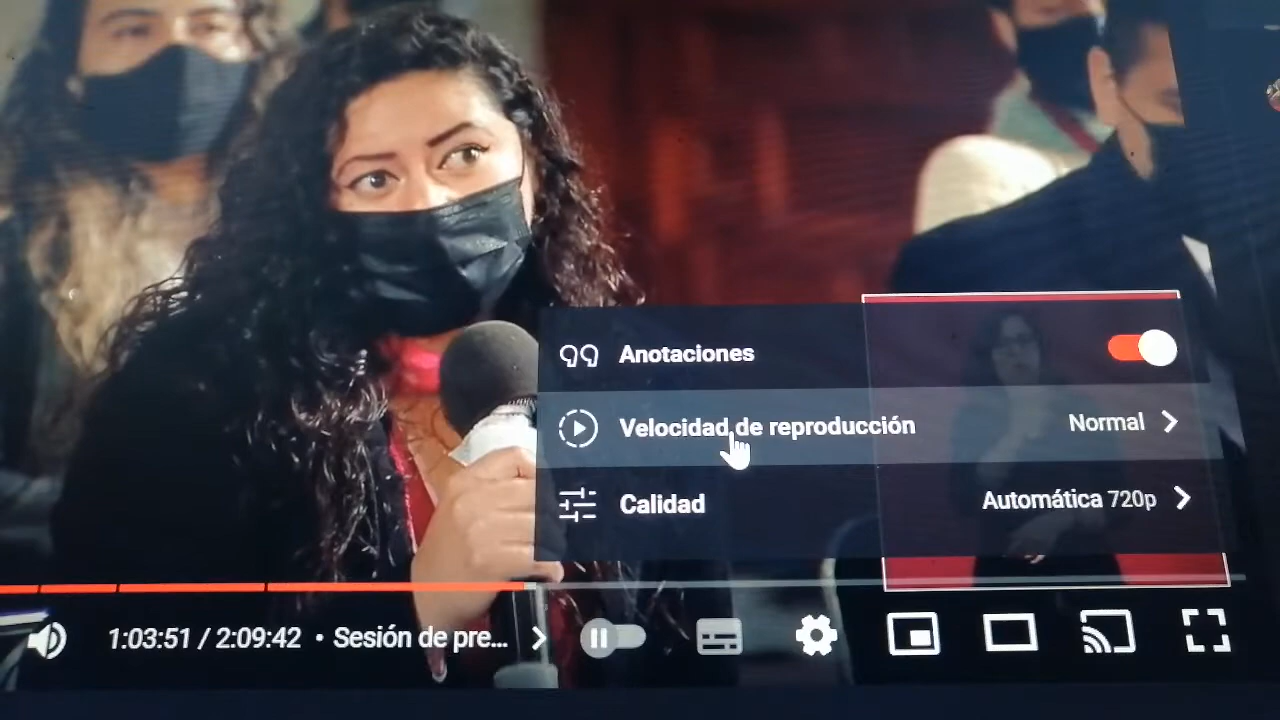 Anotaciones
Velocidad de reproducción Normal
Calidad Automática 720p
1:03:51 / 2:09:42 • Sesión de pre...